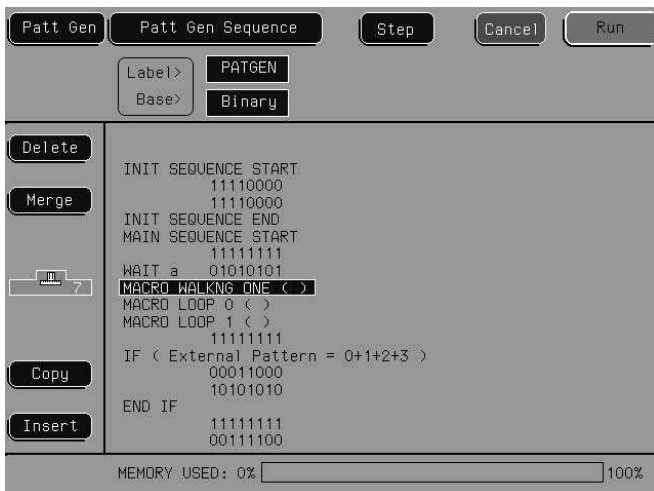 Patt Gen Patt Gen Sequence Step Cancel Run
Label> PATGEN
Base> Binary
Delete
INIT SEQUENCE START
11110000
Merge
11110000
INIT SEQUENCE END
MAIN SEQUENCE START
11111111
WAIT a 01010101
7
MACRO WALKNG ONE ( )
MACRO LOOP 0 ( )
MACRO LOOP 1 ( )
11111111
IF ( External Pattern = 0+1+2+3 )
Copy
00011000
10101010
END IF
Insert
11111111
00111100
MEMORY USED: 0% 100%